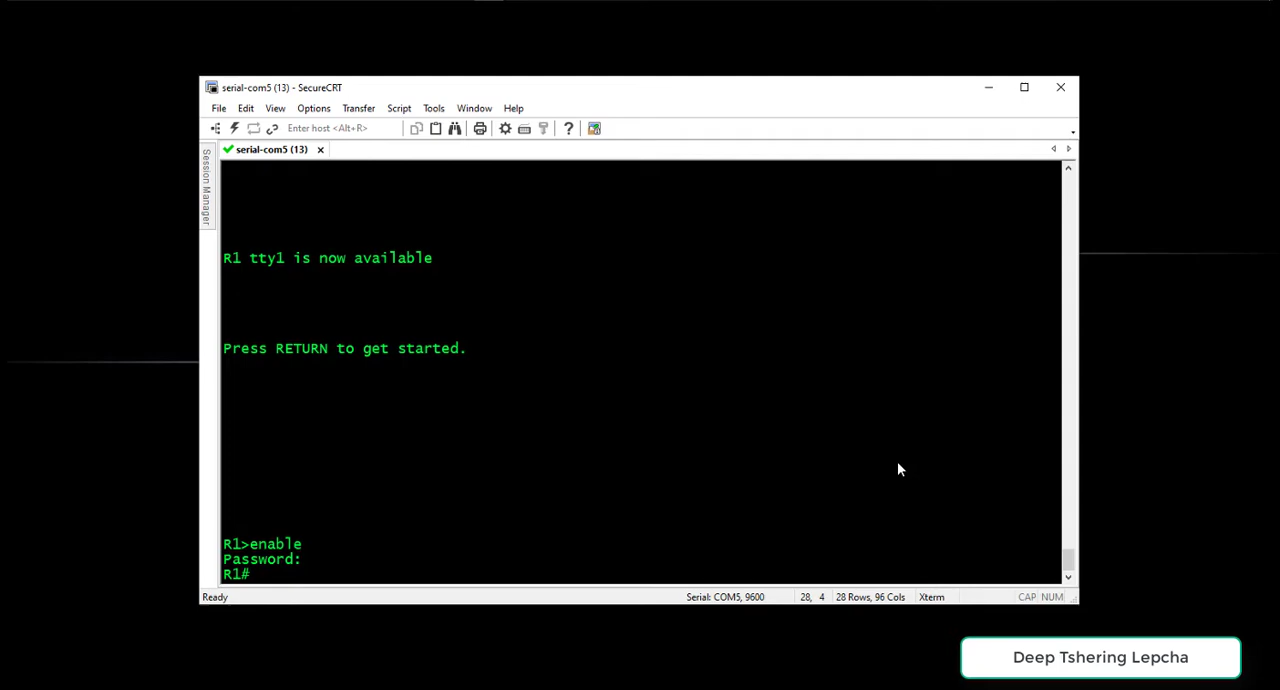 serial-com5 (13) - SecureCRT
File Edit View Options Transfer Script Tools Window Help
Enter host <Alt+R>
serial-com5 (13)
Session Manager
R1 tty1 is now available
Press RETURN to get started.
R1>enable
Password:
R1#
Ready Serial: COM5, 9600 28, 4 28 Rows, 96 Cols Xterm CAP NUM
Deep Tshering Lepcha